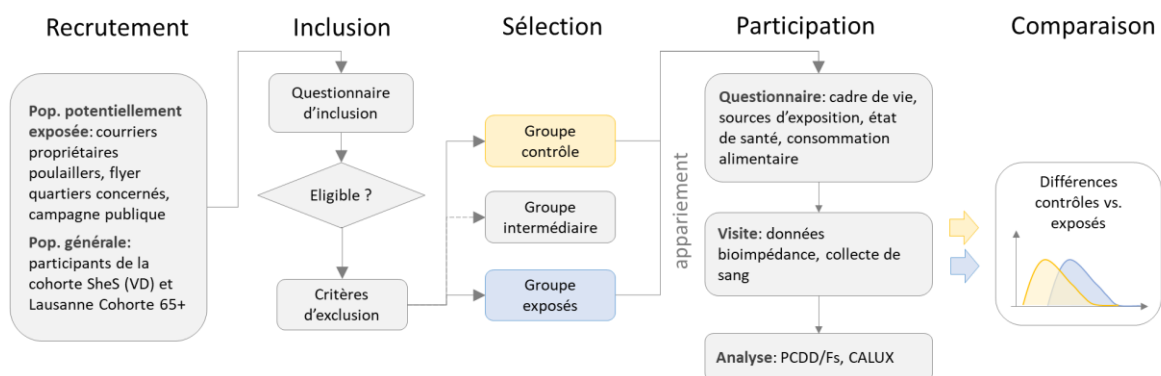 Recrutement
Inclusion
Sélection
Participation
Comparaison
Pop. potentiellement
exposée: courriers
propriétaires
poulaillers, flyer
quartiers concernés,
campagne publique
Pop. générale:
participants de la
cohorte SheS (VD) et
Lausanne Cohorte 65+
Questionnaire
d'inclusion
Eligible ?
Critères
d'exclusion
Groupe
contrôle
Groupe
intermédiaire
Groupe
exposés
appariement
Questionnaire: cadre de vie,
sources d'exposition, état
de santé, consommation
alimentaire
Visite: données
bioimpédance, collecte de
sang
Analyse: PCDD/Fs, CALUX
Différences
contrôles vs.
exposés